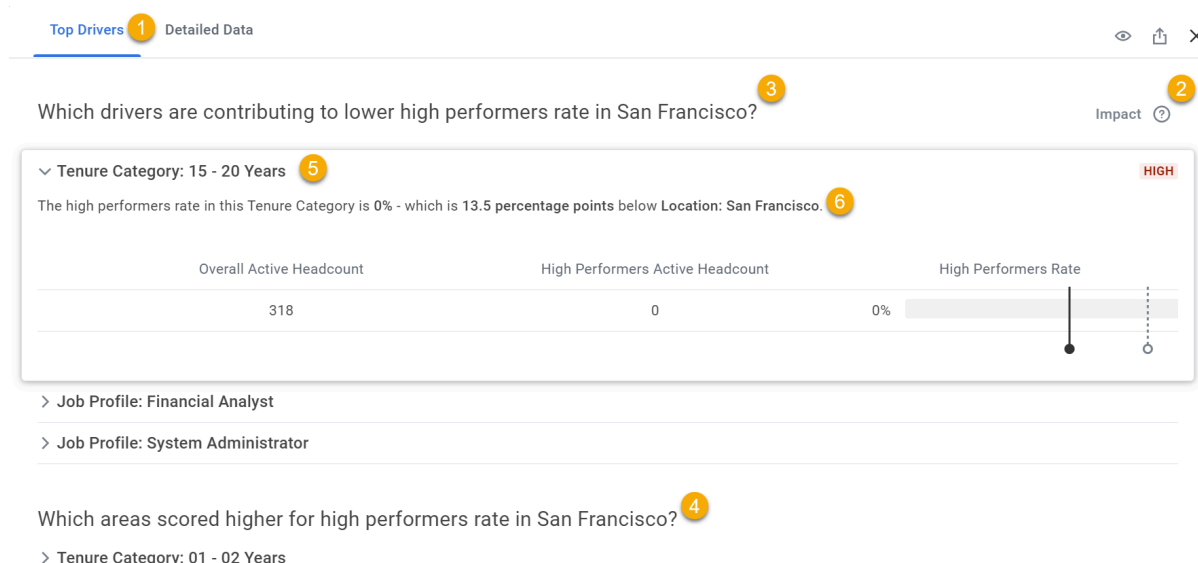 Top Drivers 1 Detailed Data
2
3
Which drivers are contributing to lower high performers rate in San Francisco?
Impact ?
Tenure Category: 15 - 20 Years 5
HIGH
The high performers rate in this Tenure Category is 0% - which is 13.5 percentage points below Location: San Francisco. 6
Overall Active Headcount High Performers Active Headcount High Performers Rate
318 0 0%
Job Profile: Financial Analyst
Job Profile: System Administrator
4
Which areas scored higher for high performers rate in San Francisco?
Tenure Category: 01 - 02 Years